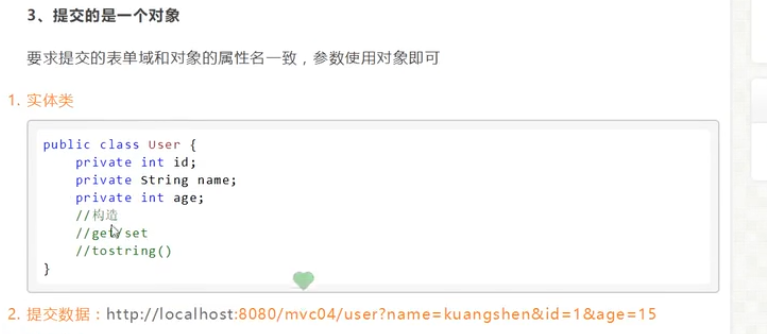 3、提交的是一个对象
要求提交的表单域和对象的属性名一致，参数使用对象即可
1. 实体类
public class User {
    private int id;
    private String name;
    private int age;
    //构造
    //get/set
    //tostring()
}
2. 提交数据：http://localhost:8080/mvc04/user?name=kuangshen&id=1&age=15